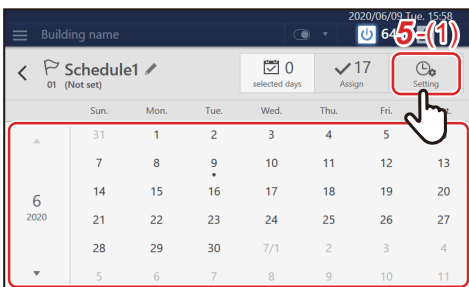 2020/06/09 Tue. 15:58
Building name
64
5-(1)
Schedule1
01 (Not set)
0
selected days
17
Assign
Setting
Sun. Mon. Tue. Wed. Thu. Fri.
31 1 2 3 4 5
7 8 9 10 11 12 13
6
2020
14 15 16 17 18 19 20
21 22 23 24 25 26 27
28 29 30 7/1 2 3 4
5 6 7 8 9 10 11